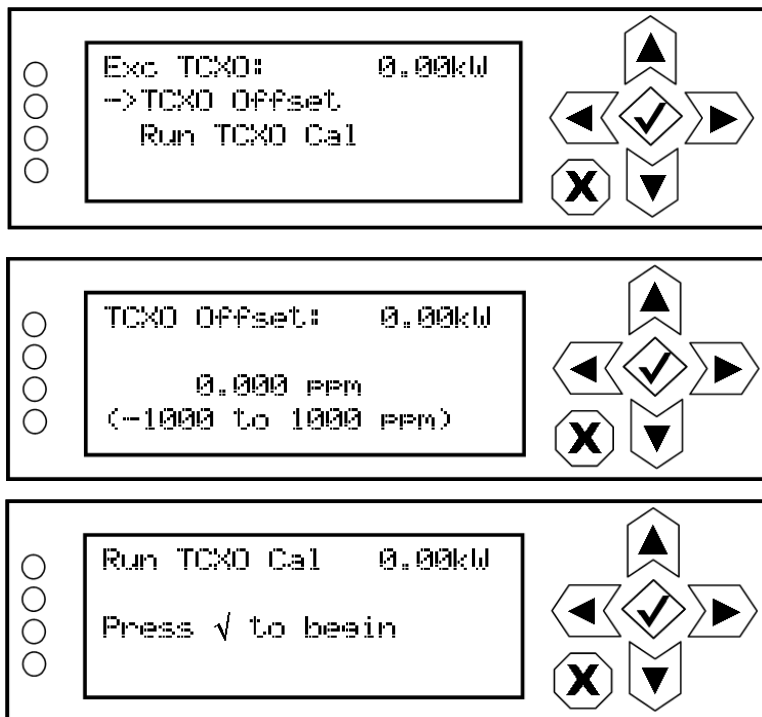 Exc TCXO: 0.00kW
->TCXO Offset
Run TCXO Cal
X
TCXO Offset: 0.00kW
0.000 ppm
(-1000 to 1000 ppm)
X
Run TCXO Cal 0.00kW
Press √ to begin
X